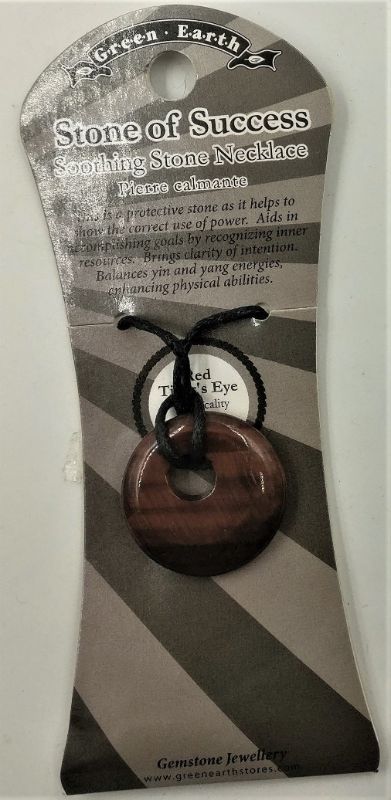 Green · Earth
Stone of Success
Soothing Stone Necklace
Pierre calmante
This is a protective stone as it helps to
show the correct use of power. Aids in
accomplishing goals by recognizing inner
resources. Brings clarity of intention.
Balances yin and yang energies,
enhancing physical abilities.
Red
Tiger's Eye
Gemstone Jewellery
www.greenearthstores.com